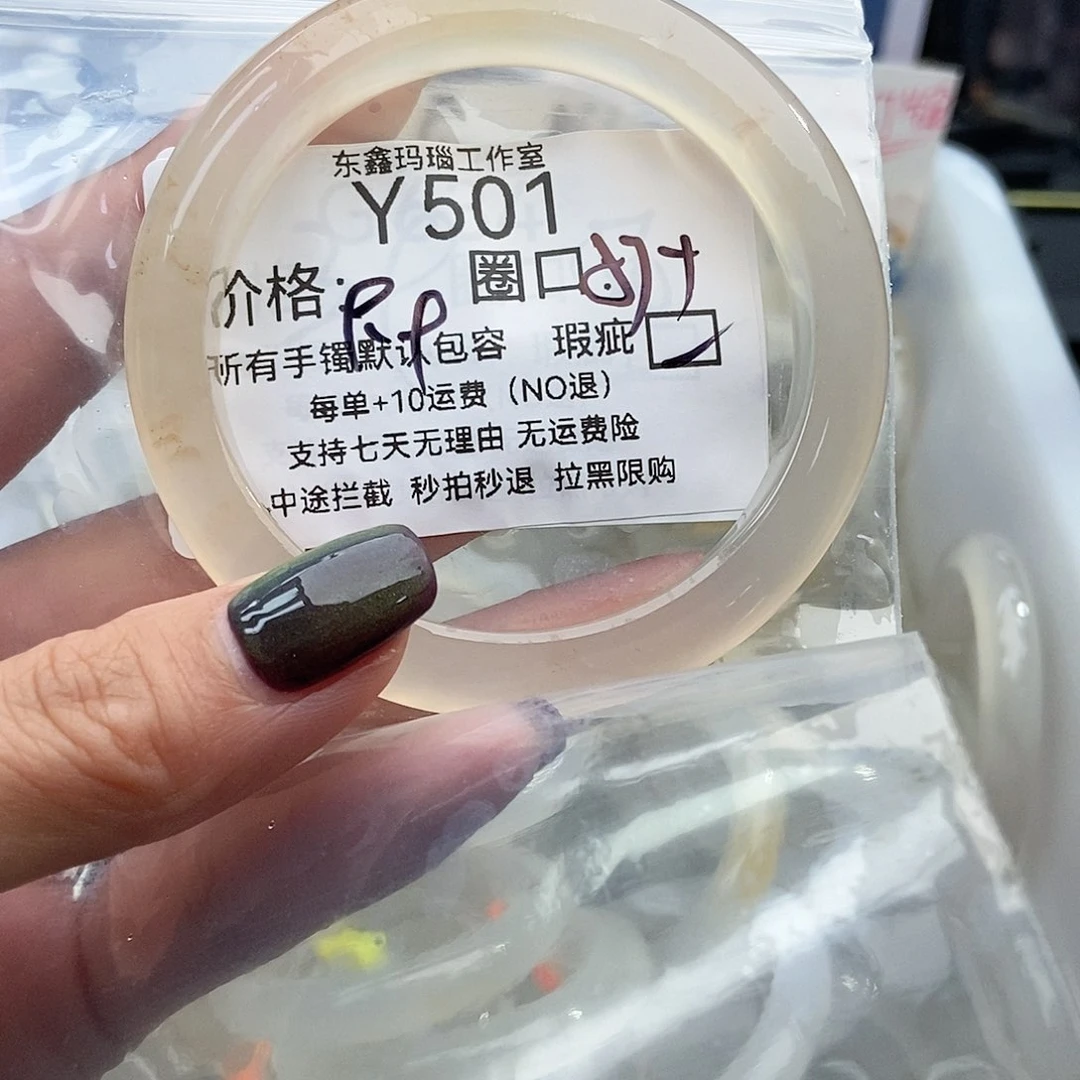 东鑫玛瑙工作室
Y501
价格: 圈口
所有手镯默认包容 瑕疵
每单+10运费（NO退）
支持七天无理由 无运费险
中途拦截 秒拍秒退 拉黑限购